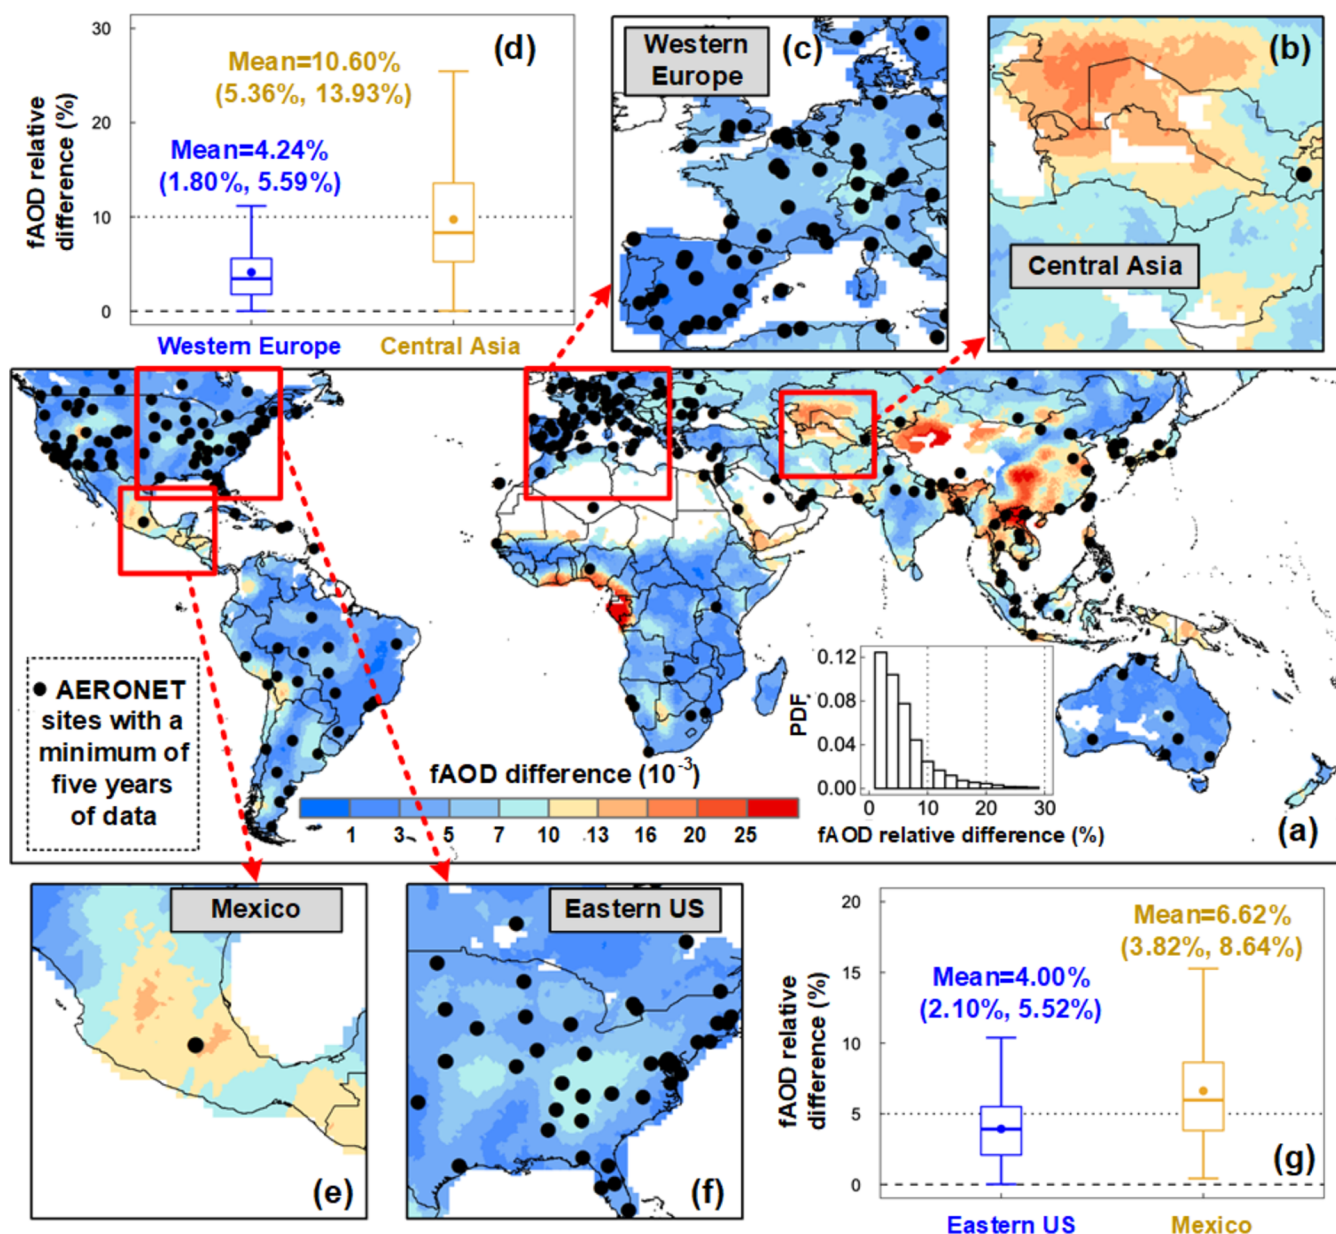 30
20
10
0
fAOD relative
difference (%)
(d)
Mean=10.60%
(5.36%, 13.93%)
Mean=4.24%
(1.80%, 5.59%)
Western Europe
Central Asia
Western
Europe
(c)
(b)
Central Asia
AERONET
sites with a
minimum of
five years
of data
fAOD difference (10⁻³)
1 3 5 7 10 13 16 20 25
0.12
0.08
0.04
0.00
PDF
0 10 20 30
fAOD relative difference (%)
(a)
Mexico
(e)
Eastern US
(f)
20
15
10
5
0
fAOD relative
difference (%)
Mean=6.62%
(3.82%, 8.64%)
Mean=4.00%
(2.10%, 5.52%)
(g)
Eastern US
Mexico